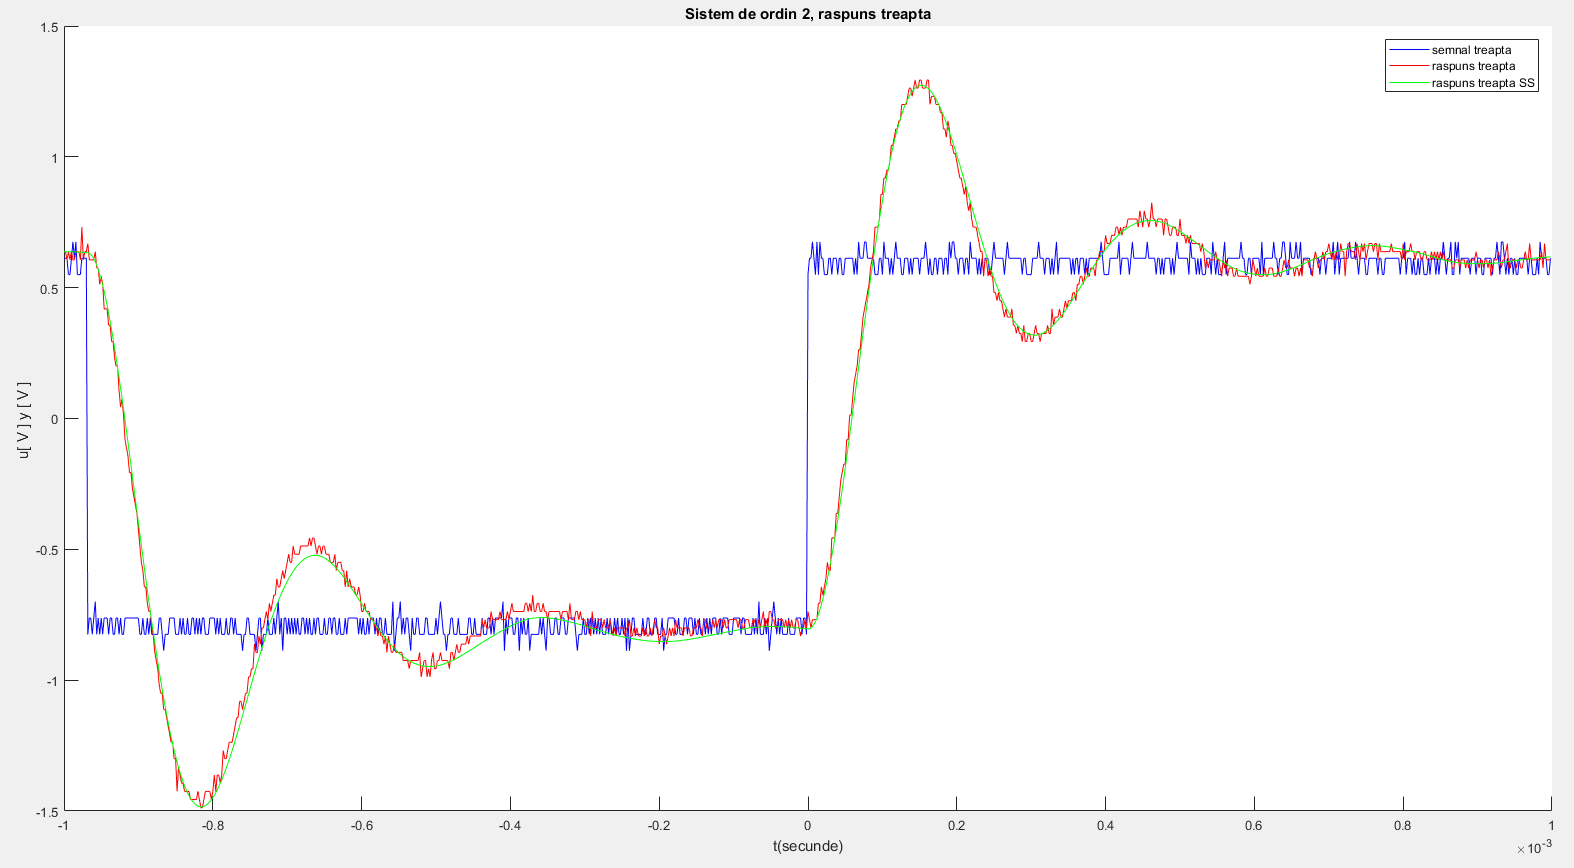 Sistem de ordin 2, raspuns treapta
semnal treapta
raspuns treapta
raspuns treapta SS
u[ V ] y [ V ]
1.5
1
0.5
0
-0.5
-1
-1.5
-1 -0.8 -0.6 -0.4 -0.2 0 0.2 0.4 0.6 0.8 1
t(secunde)
×10⁻³